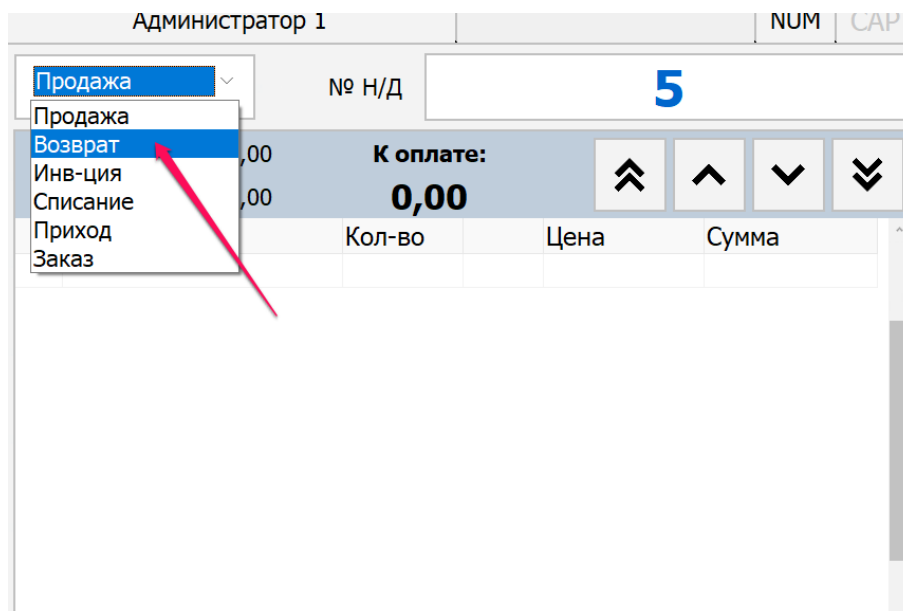 Администратор 1 NUM CAP
Продажа № Н/Д 5
Продажа
Возврат
Инв-ция
Списание
Приход
Заказ
,00 К оплате:
,00 0,00
Кол-во Цена Сумма